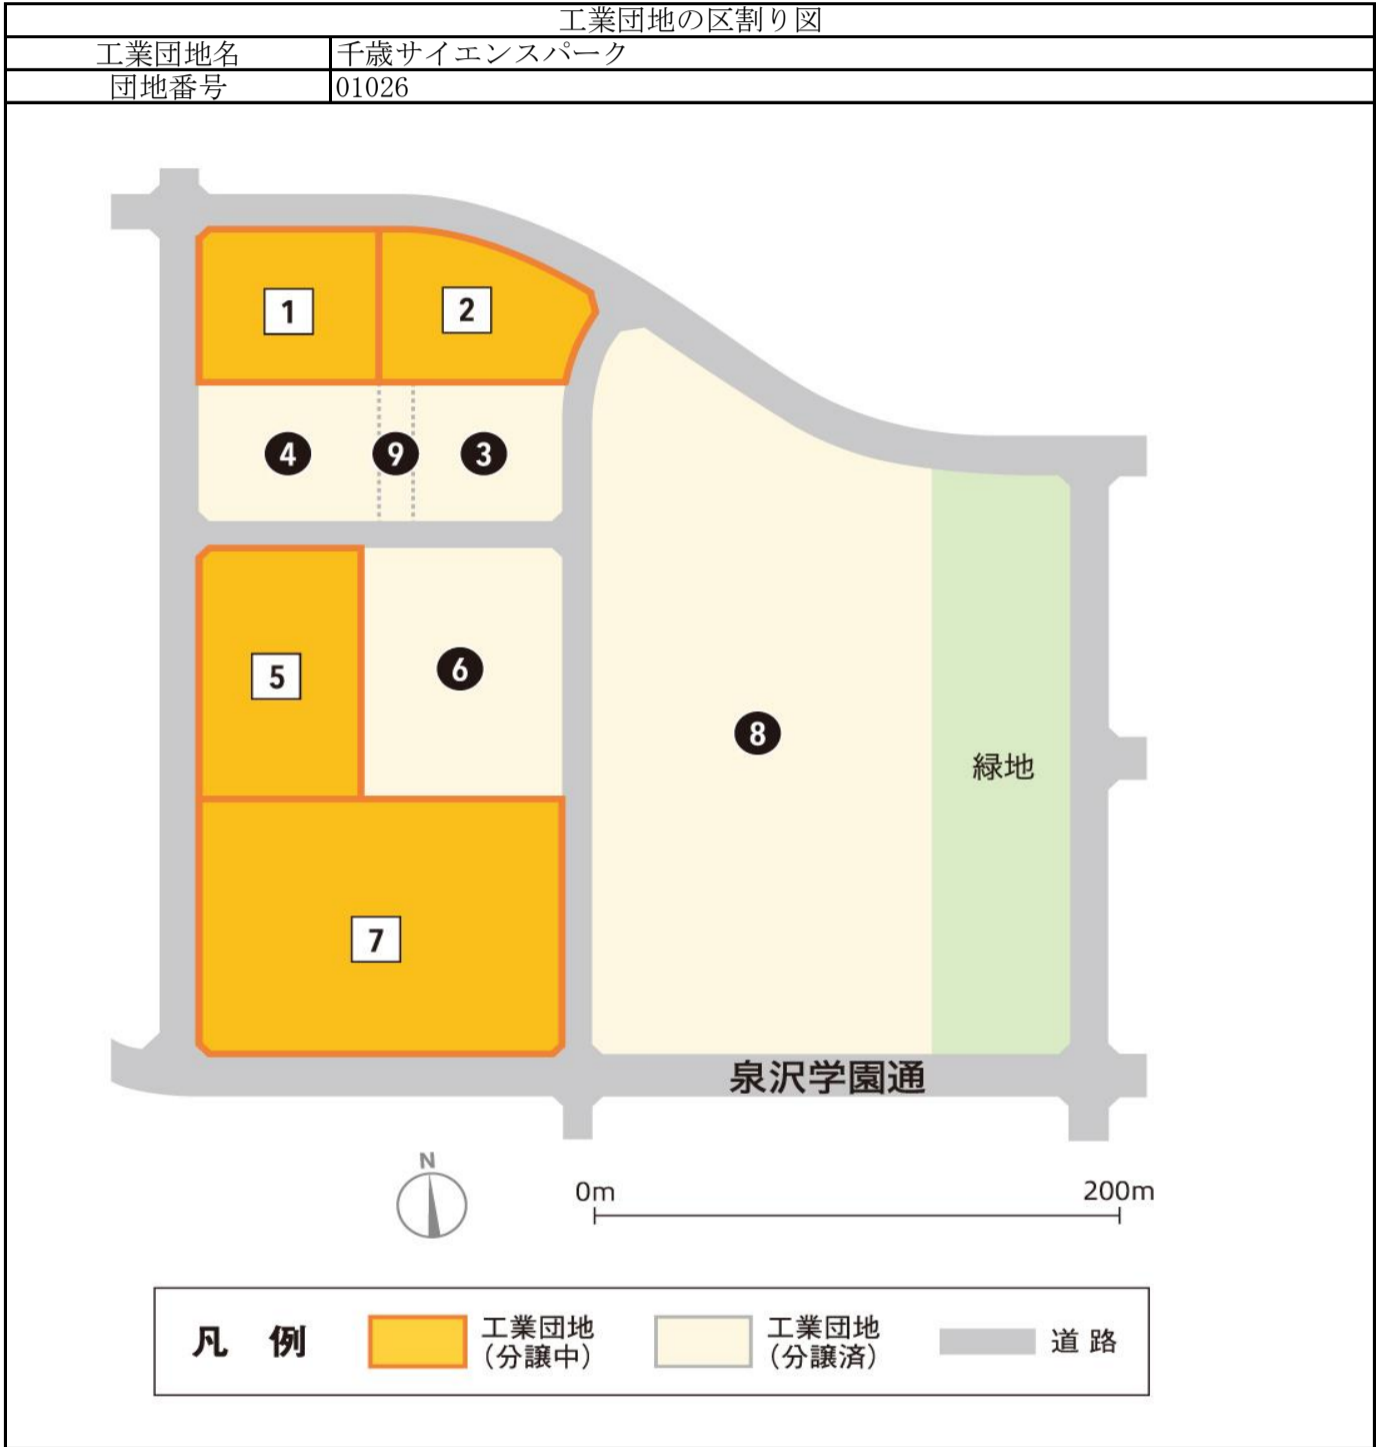 工業団地の区割り図
工業団地名 千歳サイエンスパーク
団地番号 01026
1
2
4
9
3
5
6
8
緑地
7
泉沢学園通
N
0m 200m
凡 例
工業団地
(分譲中)
工業団地
(分譲済)
道 路